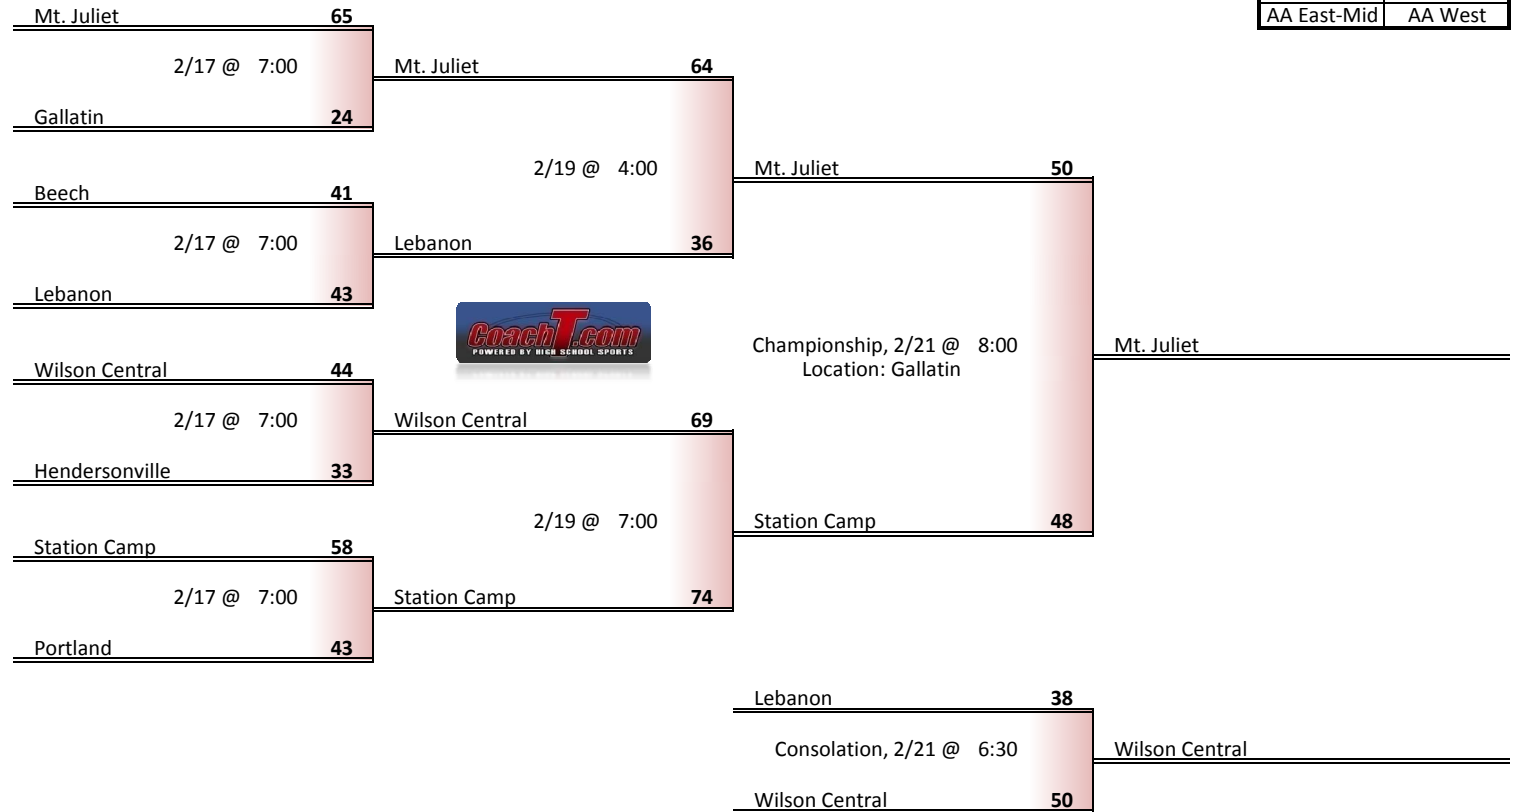 AA East-Mid AA West
Mt. Juliet 65
2/17 @ 7:00
Gallatin 24
Beech 41
2/17 @ 7:00
Lebanon 43
Wilson Central 44
2/17 @ 7:00
Hendersonville 33
Station Camp 58
2/17 @ 7:00
Portland 43
Mt. Juliet 64
2/19 @ 4:00
Lebanon 36
CoachT.com
POWERED BY HIGH SCHOOL SPORTS
Wilson Central 69
2/19 @ 7:00
Station Camp 74
Mt. Juliet 50
Championship, 2/21 @ 8:00
Location: Gallatin
Station Camp 48
Mt. Juliet
Lebanon 38
Consolation, 2/21 @ 6:30
Wilson Central 50
Wilson Central